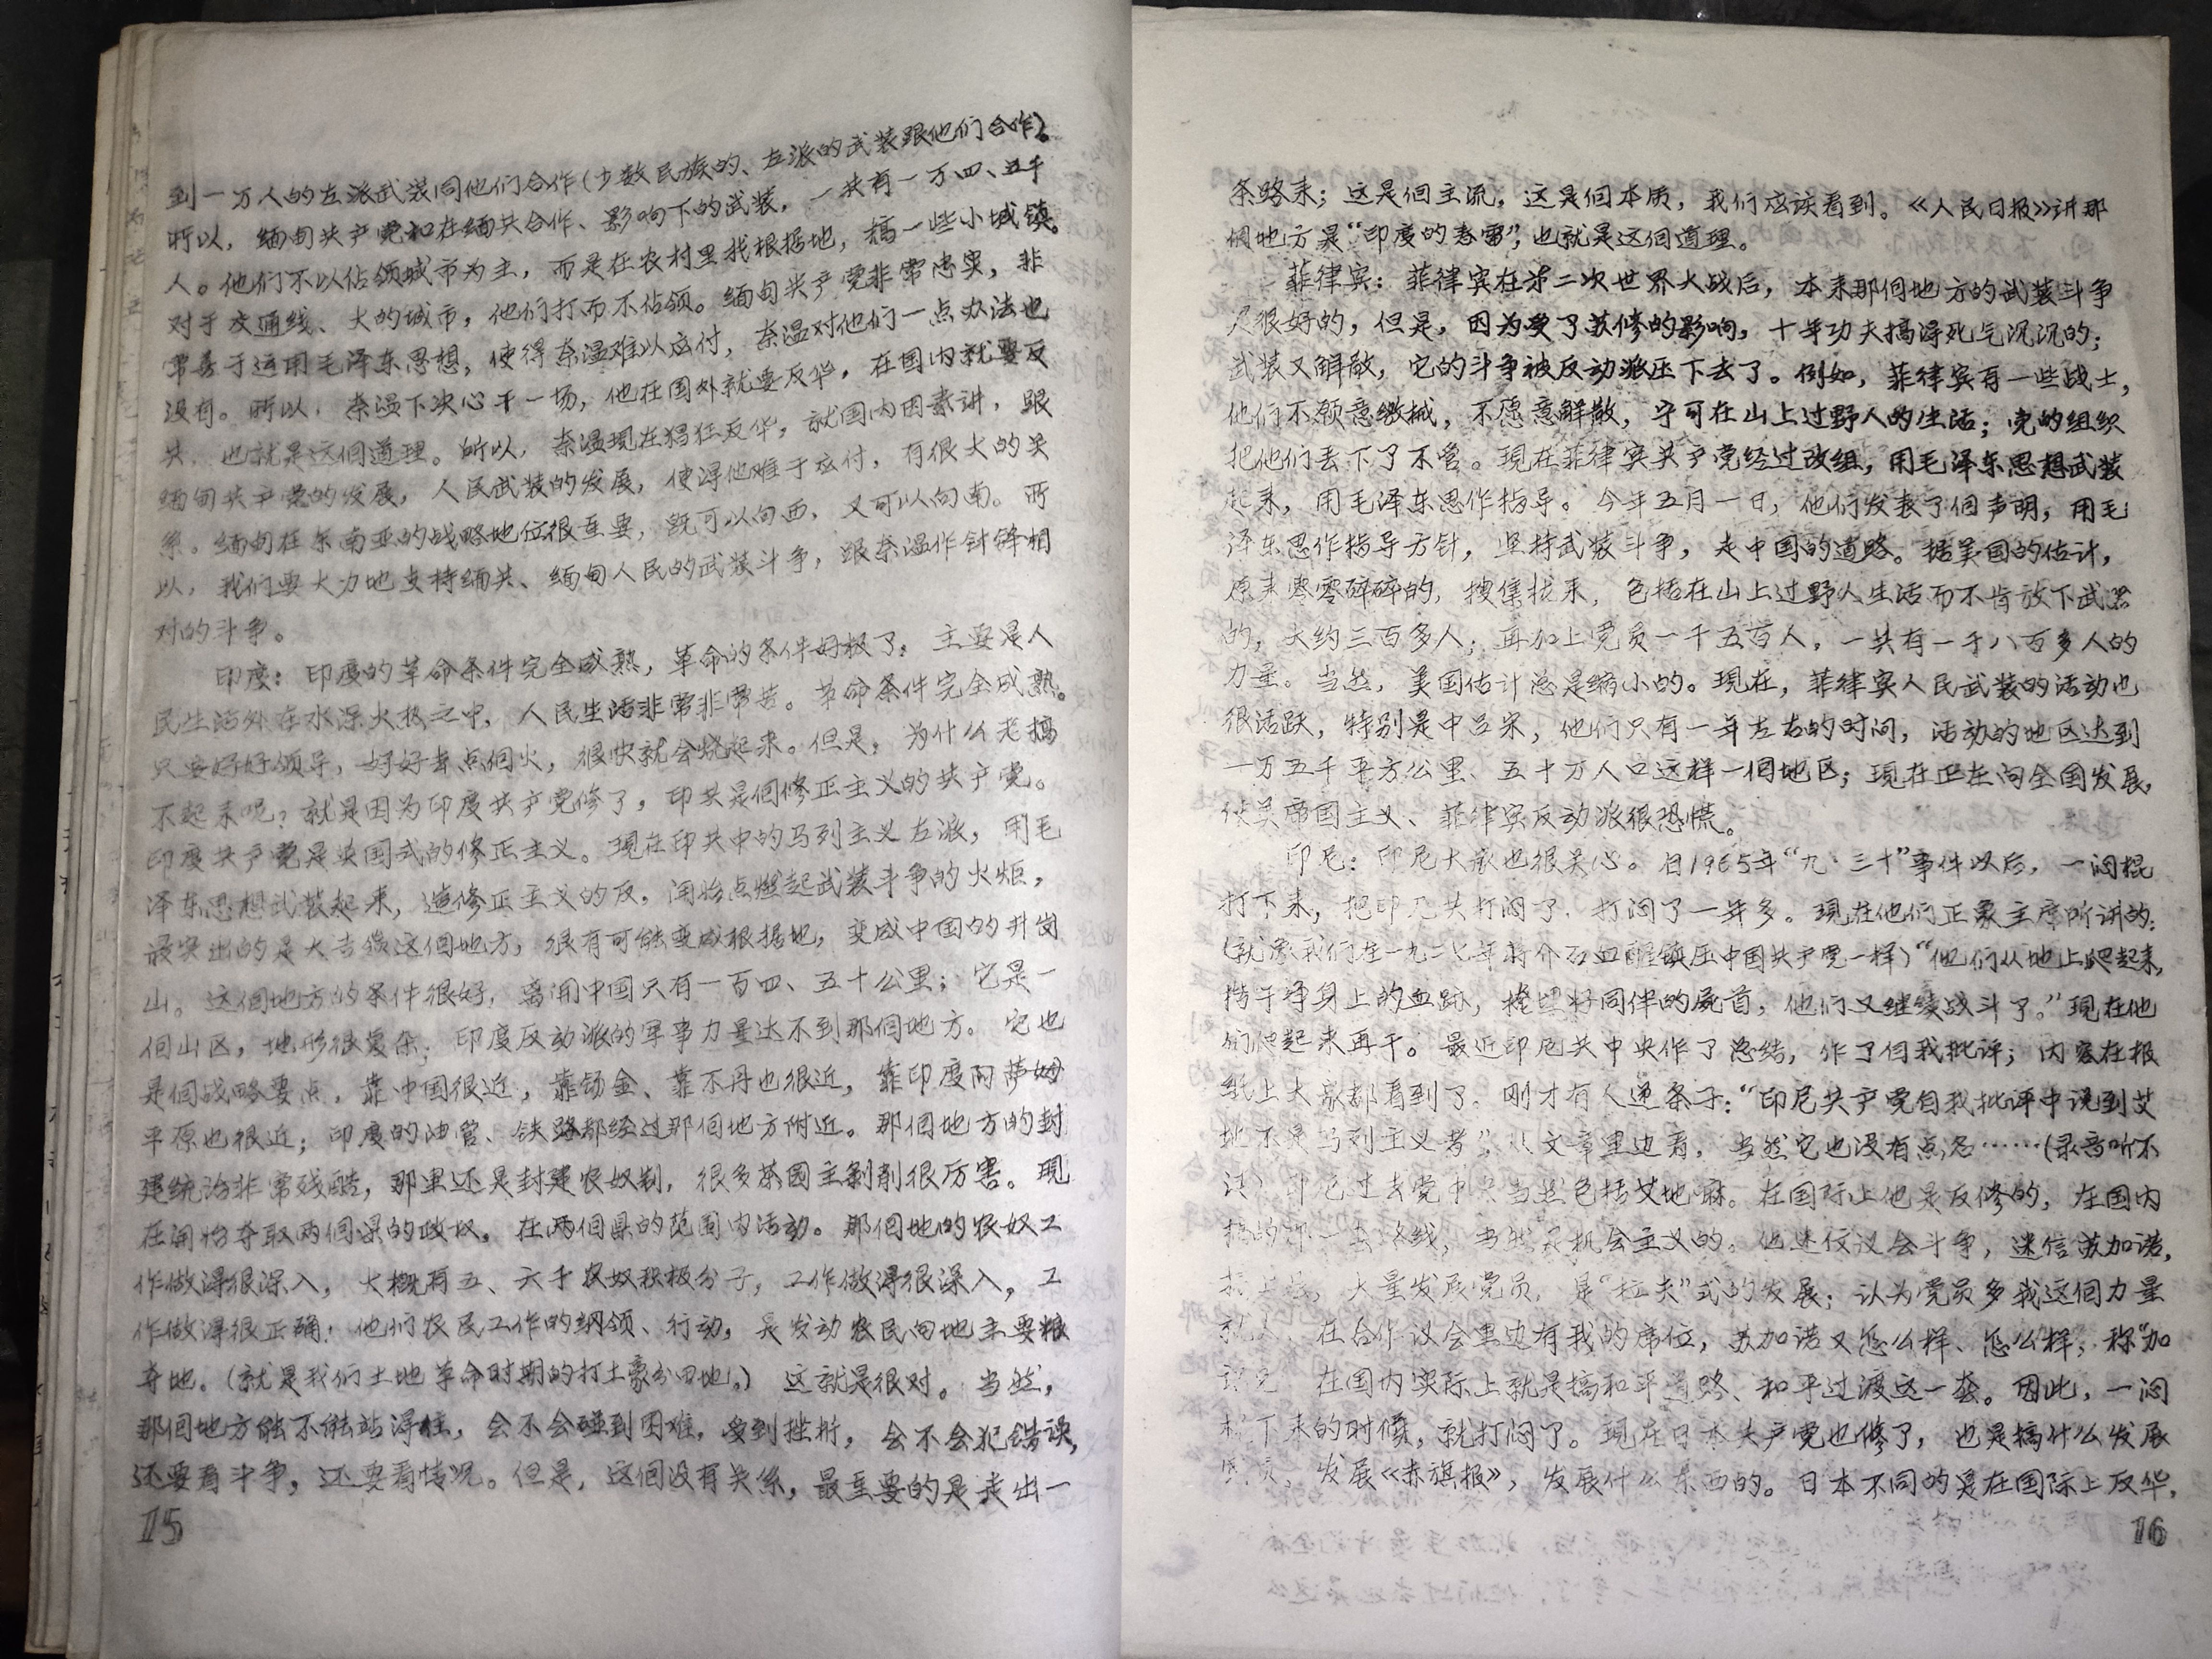 到一万人的左派武装同他们合作(少数民族的、左派的武装跟他们合作)。
所以，缅甸共产党和在缅共合作、影响下的武装，一共有一万四、五千
人。他们不以佔领城市为主，而是在农村里找根据地，搞一些小城镇。
对于交通线、大的城市，他们打而不佔领。缅甸共产党非常忠实，非
常善于运用毛泽东思想，使得奈温难以应付，奈温对他们一点办法也
没有。所以，奈温下决心干一场，他在国外就要反华，在国内就要反
共，也就是这個道理。所以，奈温現在猖狂反华，就国内因素讲，跟
缅甸共产党的发展，人民武装的发展，使得他难于应付，有很大的关
系。缅甸在东南亚的战略地位很重要，既可以向西，又可以向南。所
以，我们要大力地支持缅共、缅甸人民的武装斗争，跟奈温作针锋相
对的斗争。
印度：印度的革命条件完全成熟，革命的条件好极了，主要是人
民生活处在水深火热之中，人民生活非常非常苦。革命条件完全成熟。
只要好好领导，好好去点個火，很快就会烧起来。但是，为什么老搞
不起来呢？就是因为印度共产党修了，印共是個修正主义的共产党。
印度共产党是英国式的修正主义。現在印共中的马列主义左派，用毛
泽东思想武装起来，造修正主义的反，開始点燃起武装斗争的火炬，
最突出的是大吉嶺这個地方，很有可能变成根据地，变成中国的井岗
山。这個地方的条件很好，离開中国只有一百四、五十公里；它是一
個山区，地形很复杂；印度反动派的军事力量达不到那個地方。它也
是個战略要点，靠中国很近，靠锡金、靠不丹也很近，靠印度阿萨姆
平原也很近；印度的油管、铁路都经过那個地方附近。那個地方的封
建统治非常残酷，那里还是封建农奴制，很多茶园主剝削很厉害。現
在開始夺取两個县的政权，在两個县的范围内活动。那個地的农奴工
作做得很深入，大概有五、六千农奴积极分子，工作做得很深入，工
作做得很正确：他们农民工作的纲领、行动，是发动农民向地主要粮
夺地。(就是我们土地革命时期的打土豪分田地。)这就是很对。当然，
那個地方能不能站得住，会不会碰到困难，受到挫折，会不会犯错误，
还要看斗争，还要看情况。但是，这個没有关系，最主要的是走出一
15
条路来；这是個主流，这是個本质，我们应该看到。《人民日报》讲那
個地方是“印度的春雷”，也就是这個道理。
菲律宾：菲律宾在第二次世界大战后，本来那個地方的武装斗争
是很好的，但是，因为受了苏修的影响，十年功夫搞得死气沉沉的；
武装又解散，它的斗争被反动派压下去了。例如，菲律宾有一些战士，
他们不愿意缴械，不愿意解散，宁可在山上过野人的生活；党的组织
把他们丢下了不管。現在菲律宾共产党经过改组，用毛泽东思想武装
起来，用毛泽东思作指导。今年五月一日，他们发表了個声明，用毛
泽东思作指导方针，坚持武装斗争，走中国的道路。据美国的估计，
原来零零碎碎的，搜集拢来，包括在山上过野人生活而不肯放下武器
的，大约三百多人；再加上党员一千五百人，一共有一千八百多人的
力量。当然，美国估计总是缩小的。現在，菲律宾人民武装的活动也
很活跃，特别是中吕宋，他们只有一年左右的时间，活动的地区达到
一万五千平方公里、五十万人口这样一個地区；現在正在向全国发展，
使美帝国主义、菲律宾反动派很恐慌。
印尼：印尼大家也很关心。自1965年“九·三十”事件以后，一闷棍
打下来，把印尼共打闷了，打闷了一年多。現在他们正象主席所讲的：
(就象我们在一九二七年蒋介石血腥镇压中国共产党一样)“他们从地上爬起来，
揩干净身上的血跡，掩埋好同伴的屍首，他们又继续战斗了。”現在他
们爬起来再干。最近印尼共中央作了总结，作了自我批评；内容在报
纸上大家都看到了。刚才有人递条子：“印尼共产党自我批评中说到艾
地不是马列主义者”，从文章里边看，当然它也没有点名……(录音听不
清)印尼过去党中央当然包括艾地嘛。在国际上他是反修的，在国内
搞的那一套路线，当然是机会主义的。他迷信议会斗争，迷信苏加诺，
大量发展党员，是“拉夫”式的发展；认为党员多我这個力量
就大，在合作议会里边有我的席位，苏加诺又怎么样、怎么样，称“加
在国内实际上就是搞和平道路、和平过渡这一套。因此，一闷
棍下来的时候，就打闷了。現在日本共产党也修了，也是搞什么发展
党员，发展《赤旗报》，发展什么东西的。日本不同的是在国际上反华，
16